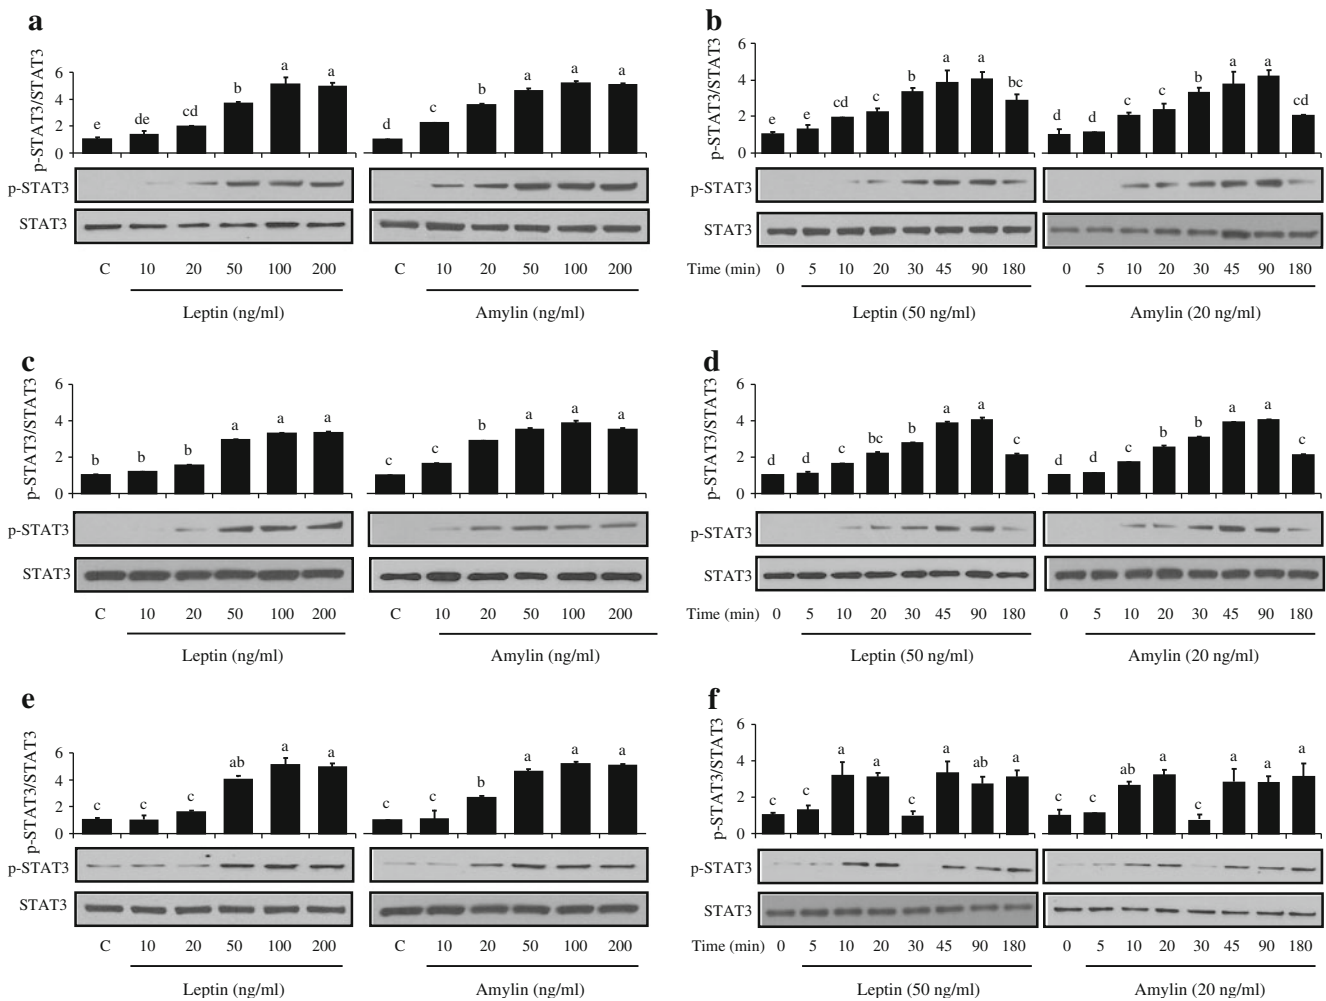 a
p-STAT3/STAT3
6
4
2
0
e de cd b a a
d c b a a a
p-STAT3
STAT3
C 10 20 50 100 200 C 10 20 50 100 200
Leptin (ng/ml) Amylin (ng/ml)
b
p-STAT3/STAT3
6
4
2
0
e e cd c b a a bc
d d c c b a a cd
p-STAT3
STAT3
Time (min) 0 5 10 20 30 45 90 180 0 5 10 20 30 45 90 180
Leptin (50 ng/ml) Amylin (20 ng/ml)
c
p-STAT3/STAT3
6
4
2
0
b b b a a a
c c b a a a
p-STAT3
STAT3
C 10 20 50 100 200 C 10 20 50 100 200
Leptin (ng/ml) Amylin (ng/ml)
d
p-STAT3/STAT3
6
4
2
0
d d c bc b a a c
d d c b b a a c
p-STAT3
STAT3
Time (min) 0 5 10 20 30 45 90 180 0 5 10 20 30 45 90 180
Leptin (50 ng/ml) Amylin (20 ng/ml)
e
p-STAT3/STAT3
6
4
2
0
c c c ab a a
c c b a a a
p-STAT3
STAT3
C 10 20 50 100 200 C 10 20 50 100 200
Leptin (ng/ml) Amylin (ng/ml)
f
p-STAT3/STAT3
6
4
2
0
c c a a c a ab a
c c ab a c a a a
p-STAT3
STAT3
Time (min) 0 5 10 20 30 45 90 180 0 5 10 20 30 45 90 180
Leptin (50 ng/ml) Amylin (20 ng/ml)